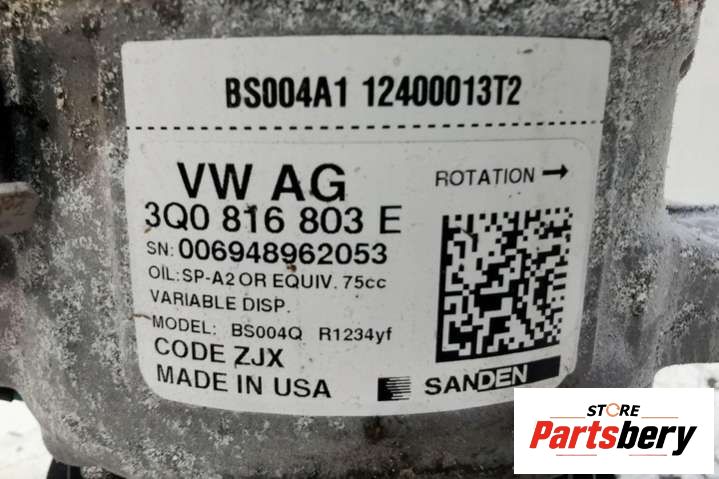 BS004A1 12400013T2
VW AG
ROTATION →
3Q0 816 803 E
SN: 006948962053
OIL:SP-A2 OR EQUIV. 75cc
VARIABLE DISP.
MODEL: BS004Q R1234yf
CODE ZJX
MADE IN USA
SANDEN
STORE
Partsbery